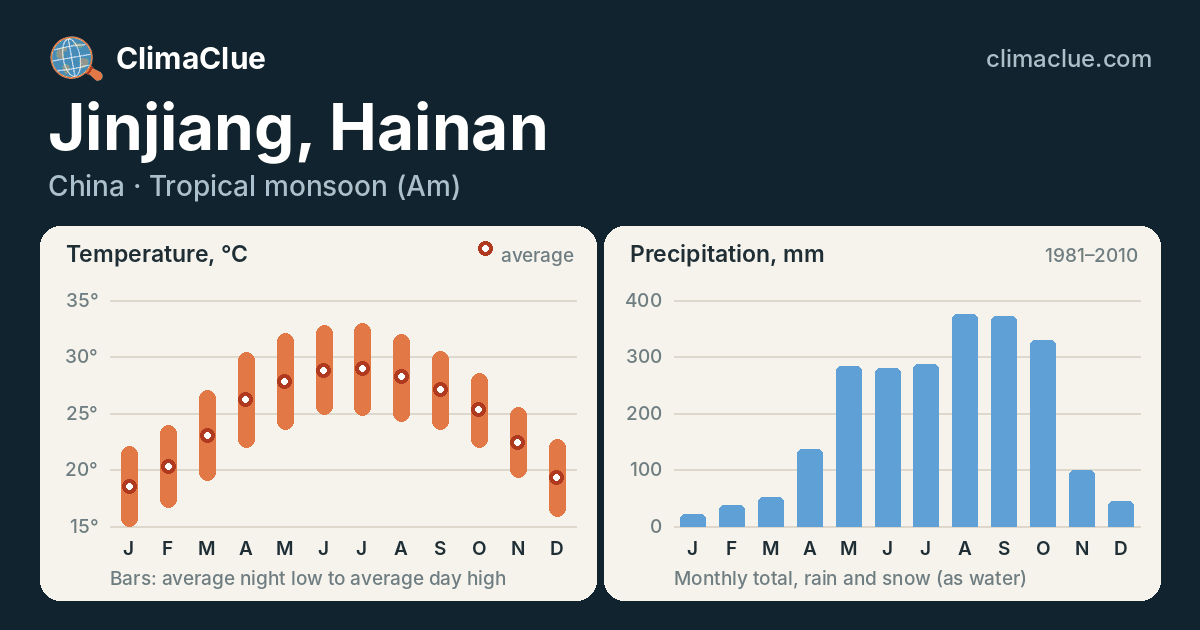 ClimaClue
climaclue.com
Jinjiang, Hainan
China · Tropical monsoon (Am)
Temperature, °C
average
35°
30°
25°
20°
15°
J F M A M J J A S O N D
Bars: average night low to average day high
Precipitation, mm
1981–2010
400
300
200
100
0
J F M A M J J A S O N D
Monthly total, rain and snow (as water)